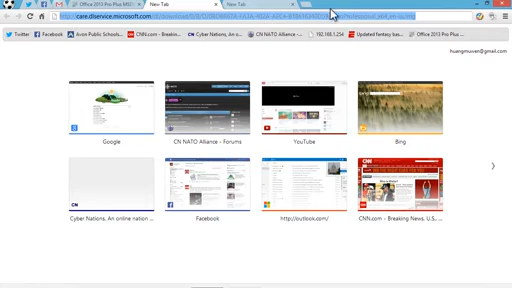 Office 2013 Pro Plus MSD
New Tab
New Tab
care.dlservice.microsoft.com
Twitter
Facebook
Avon Public Schools...
CNN.com - Breakin...
Cyber Nations, An o...
CN NATO Alliance -...
192.168.1.254
Updated fantasy bas...
Office 2013 Pro Plus ...
huangmuwen@gmail.com
Google
CN NATO Alliance - Forums
YouTube
Bing
Cyber Nations, An online nation ...
Facebook
http://outlook.com/
CNN.com - Breaking News, U.S., ...